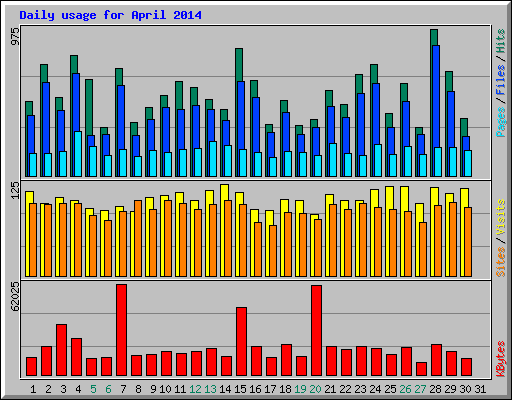 Daily usage for April 2014
975
Pages / Files / Hits
125
Sites / Visits
62025
KBytes
1 2 3 4 5 6 7 8 9 10 11 12 13 14 15 16 17 18 19 20 21 22 23 24 25 26 27 28 29 30 31